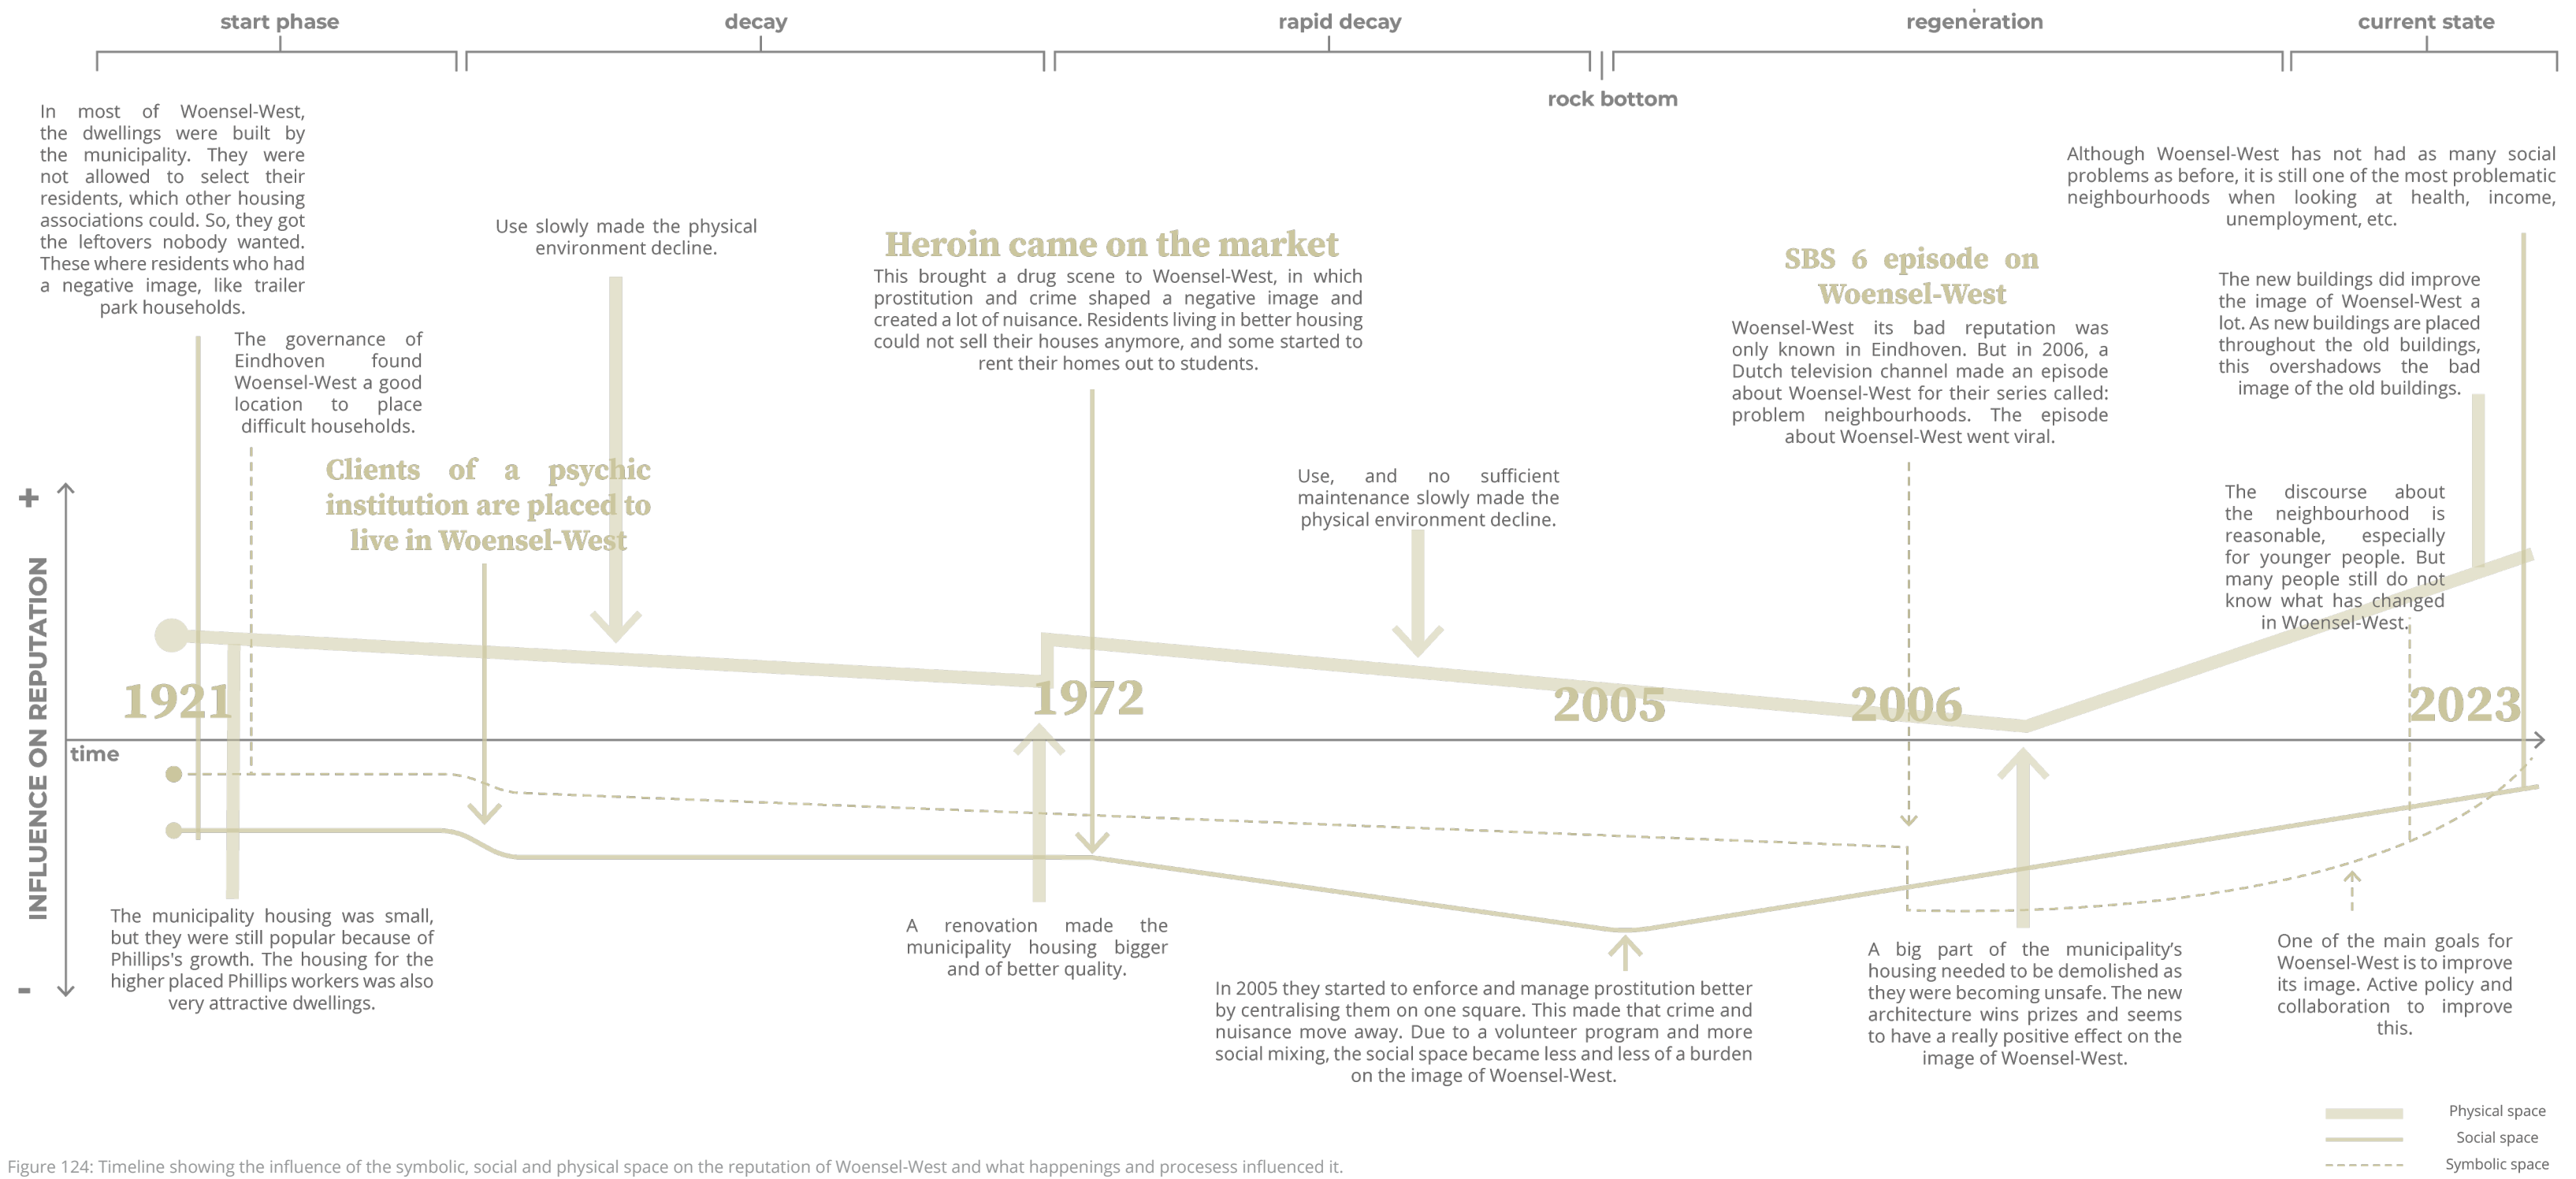 start phase
decay
rapid decay
regeneration
current state
rock bottom
In most of Woensel-West,
the dwellings were built by
the municipality. They were
not allowed to select their
residents, which other housing
associations could. So, they got
the leftovers nobody wanted.
These where residents who had
a negative image, like trailer
park households.
The governance of
Eindhoven found
Woensel-West a good
location to place
difficult households.
Clients of a psychic
institution are placed to
live in Woensel-West
Use slowly made the physical
environment decline.
Heroin came on the market
This brought a drug scene to Woensel-West, in which
prostitution and crime shaped a negative image and
created a lot of nuisance. Residents living in better housing
could not sell their houses anymore, and some started to
rent their homes out to students.
Use, and no sufficient
maintenance slowly made the
physical environment decline.
SBS 6 episode on
Woensel-West
Woensel-West its bad reputation was
only known in Eindhoven. But in 2006, a
Dutch television channel made an episode
about Woensel-West for their series called:
problem neighbourhoods. The episode
about Woensel-West went viral.
Although Woensel-West has not had as many social
problems as before, it is still one of the most problematic
neighbourhoods when looking at health, income,
unemployment, etc.
The new buildings did improve
the image of Woensel-West a
lot. As new buildings are placed
throughout the old buildings,
this overshadows the bad
image of the old buildings.
The discourse about
the neighbourhood is
reasonable, especially
for younger people. But
many people still do not
know what has changed
in Woensel-West.
+
INFLUENCE ON REPUTATION
-
1921
1972
2005
2006
2023
time
The municipality housing was small,
but they were still popular because of
Phillips's growth. The housing for the
higher placed Phillips workers was also
very attractive dwellings.
A renovation made the
municipality housing bigger
and of better quality.
In 2005 they started to enforce and manage prostitution better
by centralising them on one square. This made that crime and
nuisance move away. Due to a volunteer program and more
social mixing, the social space became less and less of a burden
on the image of Woensel-West.
A big part of the municipality's
housing needed to be demolished as
they were becoming unsafe. The new
architecture wins prizes and seems
to have a really positive effect on the
image of Woensel-West.
One of the main goals for
Woensel-West is to improve
its image. Active policy and
collaboration to improve
this.
Physical space
Social space
Symbolic space
Figure 124: Timeline showing the influence of the symbolic, social and physical space on the reputation of Woensel-West and what happenings and procesess influenced it.